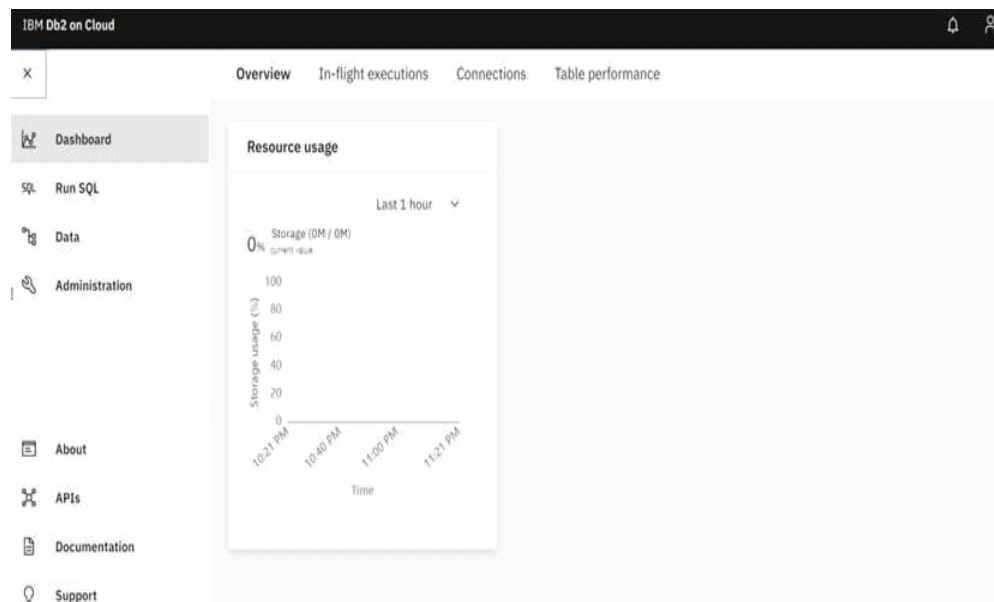 IBM Db2 on Cloud
Overview In-flight executions Connections Table performance
Dashboard
SQL Run SQL
Data
Administration
About
APIs
Documentation
Support
Resource usage
Last 1 hour
0% Storage (0M / 0M)
current value
Storage usage (%)
100
80
60
40
20
0
10:21 PM 10:40 PM 11:00 PM 11:21 PM
Time